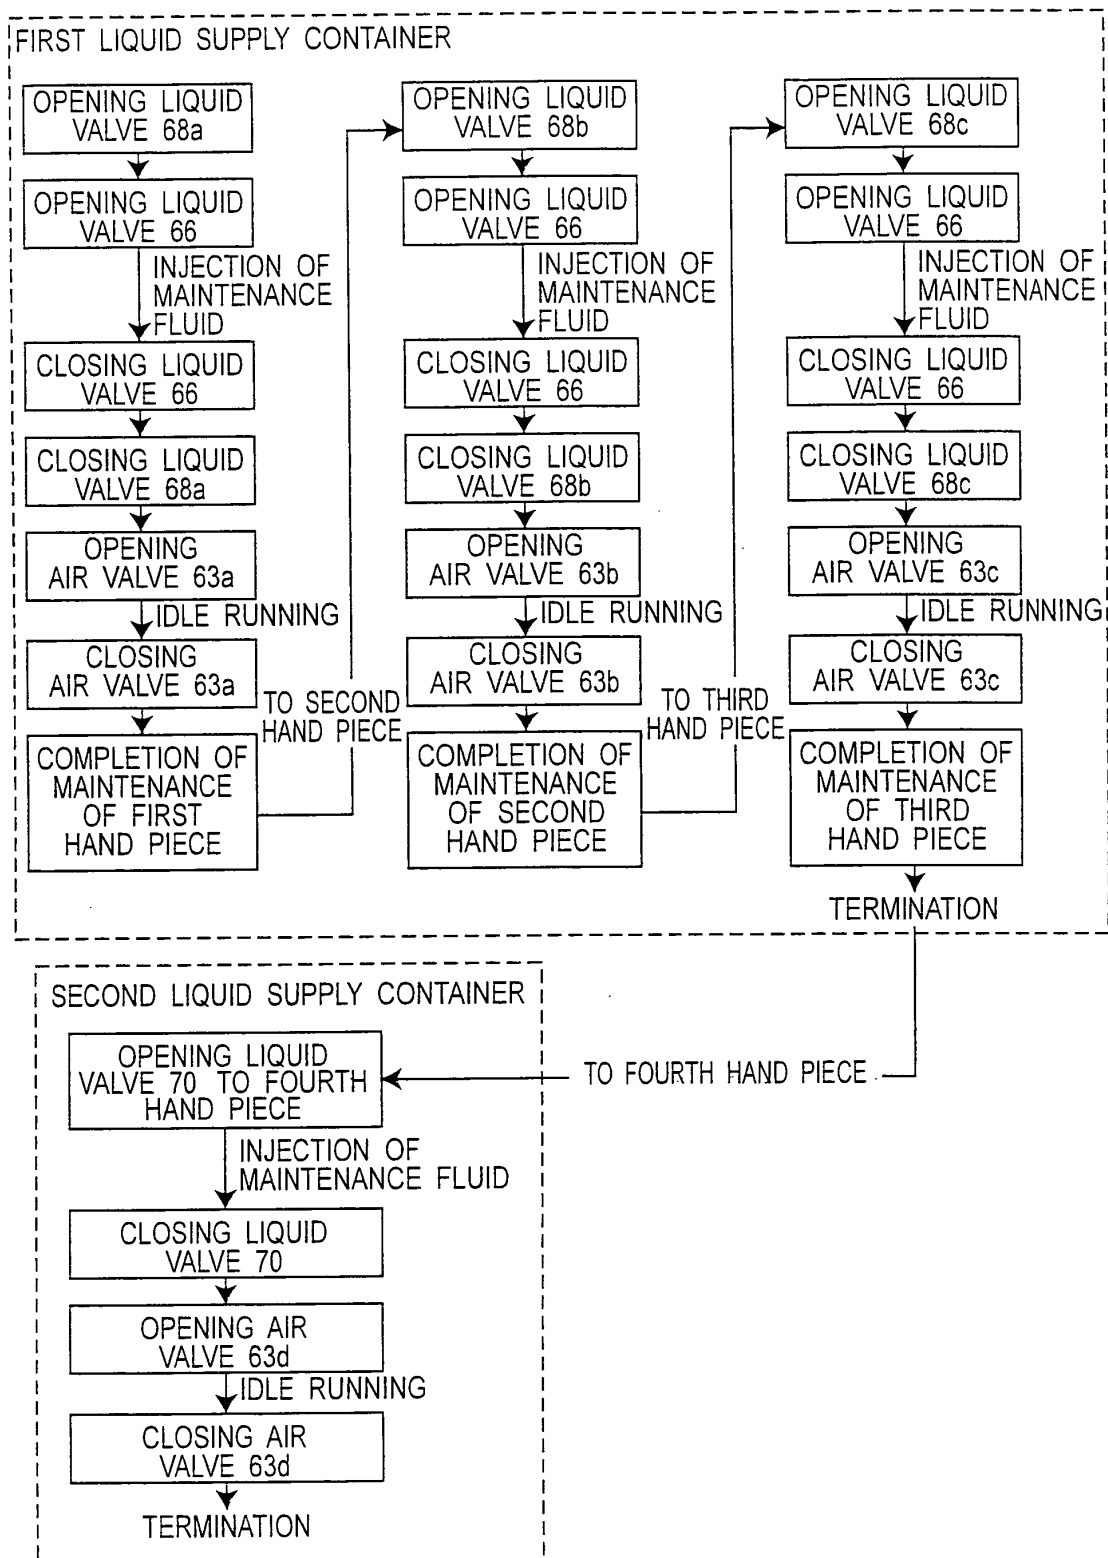 FIRST LIQUID SUPPLY CONTAINER
OPENING LIQUID
VALVE 68a
OPENING LIQUID
VALVE 66
INJECTION OF
MAINTENANCE
FLUID
CLOSING LIQUID
VALVE 66
CLOSING LIQUID
VALVE 68a
OPENING
AIR VALVE 63a
IDLE RUNNING
CLOSING
AIR VALVE 63a
COMPLETION OF
MAINTENANCE
OF FIRST
HAND PIECE
TO SECOND
HAND PIECE
OPENING LIQUID
VALVE 68b
OPENING LIQUID
VALVE 66
INJECTION OF
MAINTENANCE
FLUID
CLOSING LIQUID
VALVE 66
CLOSING LIQUID
VALVE 68b
OPENING
AIR VALVE 63b
IDLE RUNNING
CLOSING
AIR VALVE 63b
COMPLETION OF
MAINTENANCE
OF SECOND
HAND PIECE
TO THIRD
HAND PIECE
OPENING LIQUID
VALVE 68c
OPENING LIQUID
VALVE 66
INJECTION OF
MAINTENANCE
FLUID
CLOSING LIQUID
VALVE 66
CLOSING LIQUID
VALVE 68c
OPENING
AIR VALVE 63c
IDLE RUNNING
CLOSING
AIR VALVE 63c
COMPLETION OF
MAINTENANCE
OF THIRD
HAND PIECE
TERMINATION
TO FOURTH HAND PIECE
SECOND LIQUID SUPPLY CONTAINER
OPENING LIQUID
VALVE 70 TO FOURTH
HAND PIECE
INJECTION OF
MAINTENANCE FLUID
CLOSING LIQUID
VALVE 70
OPENING AIR
VALVE 63d
IDLE RUNNING
CLOSING AIR
VALVE 63d
TERMINATION